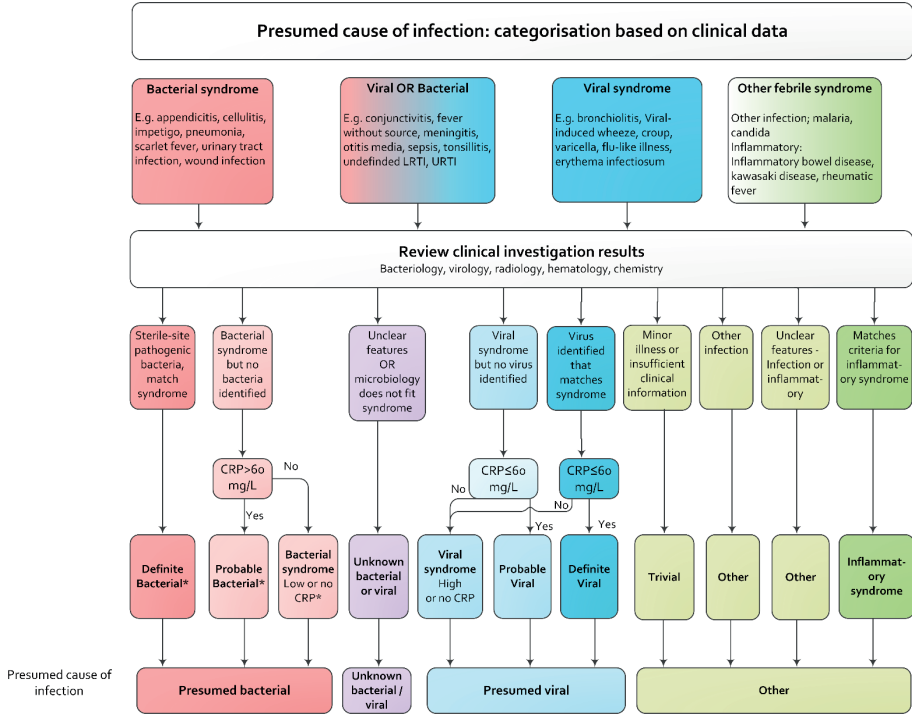 Presumed cause of infection: categorisation based on clinical data
Bacterial syndrome
E.g. appendicitis, cellulitis,
impetigo, pneumonia,
scarlet fever, urinary tract
infection, wound infection
Viral OR Bacterial
E.g. conjunctivitis, fever
without source, meningitis,
otitis media, sepsis, tonsillitis,
undefined LRTI, URTI
Viral syndrome
E.g. bronchiolitis, Viral-
induced wheeze, croup,
varicella, flu-like illness,
erythema infectiosum
Other febrile syndrome
Other infection; malaria,
candida
Inflammatory:
Inflammatory bowel disease,
kawasaki disease, rheumatic
fever
Review clinical investigation results
Bacteriology, virology, radiology, hematology, chemistry
Sterile-site
pathogenic
bacteria,
match
syndrome
Bacterial
syndrome
but no
bacteria
identified
Unclear
features
OR
microbiology
does not fit
syndrome
Viral
syndrome
but no virus
identified
Virus
identified
that
matches
syndrome
Minor
illness or
insufficient
clinical
information
Other
infection
Unclear
features -
Infection or
inflammat-
ory
Matches
criteria for
inflammat-
ory syndrome
CRP>60
mg/L
No
Yes
CRP≤60
mg/L
No
Yes
CRP≤60
mg/L
No
Yes
Definite
Bacterial*
Probable
Bacterial*
Bacterial
syndrome
Low or no
CRP*
Unknown
bacterial
or viral
Viral
syndrome
High
or no CRP
Probable
Viral
Definite
Viral
Trivial
Other
Other
Inflammat-
ory
syndrome
Presumed cause of
infection
Presumed bacterial
Unknown
bacterial /
viral
Presumed viral
Other